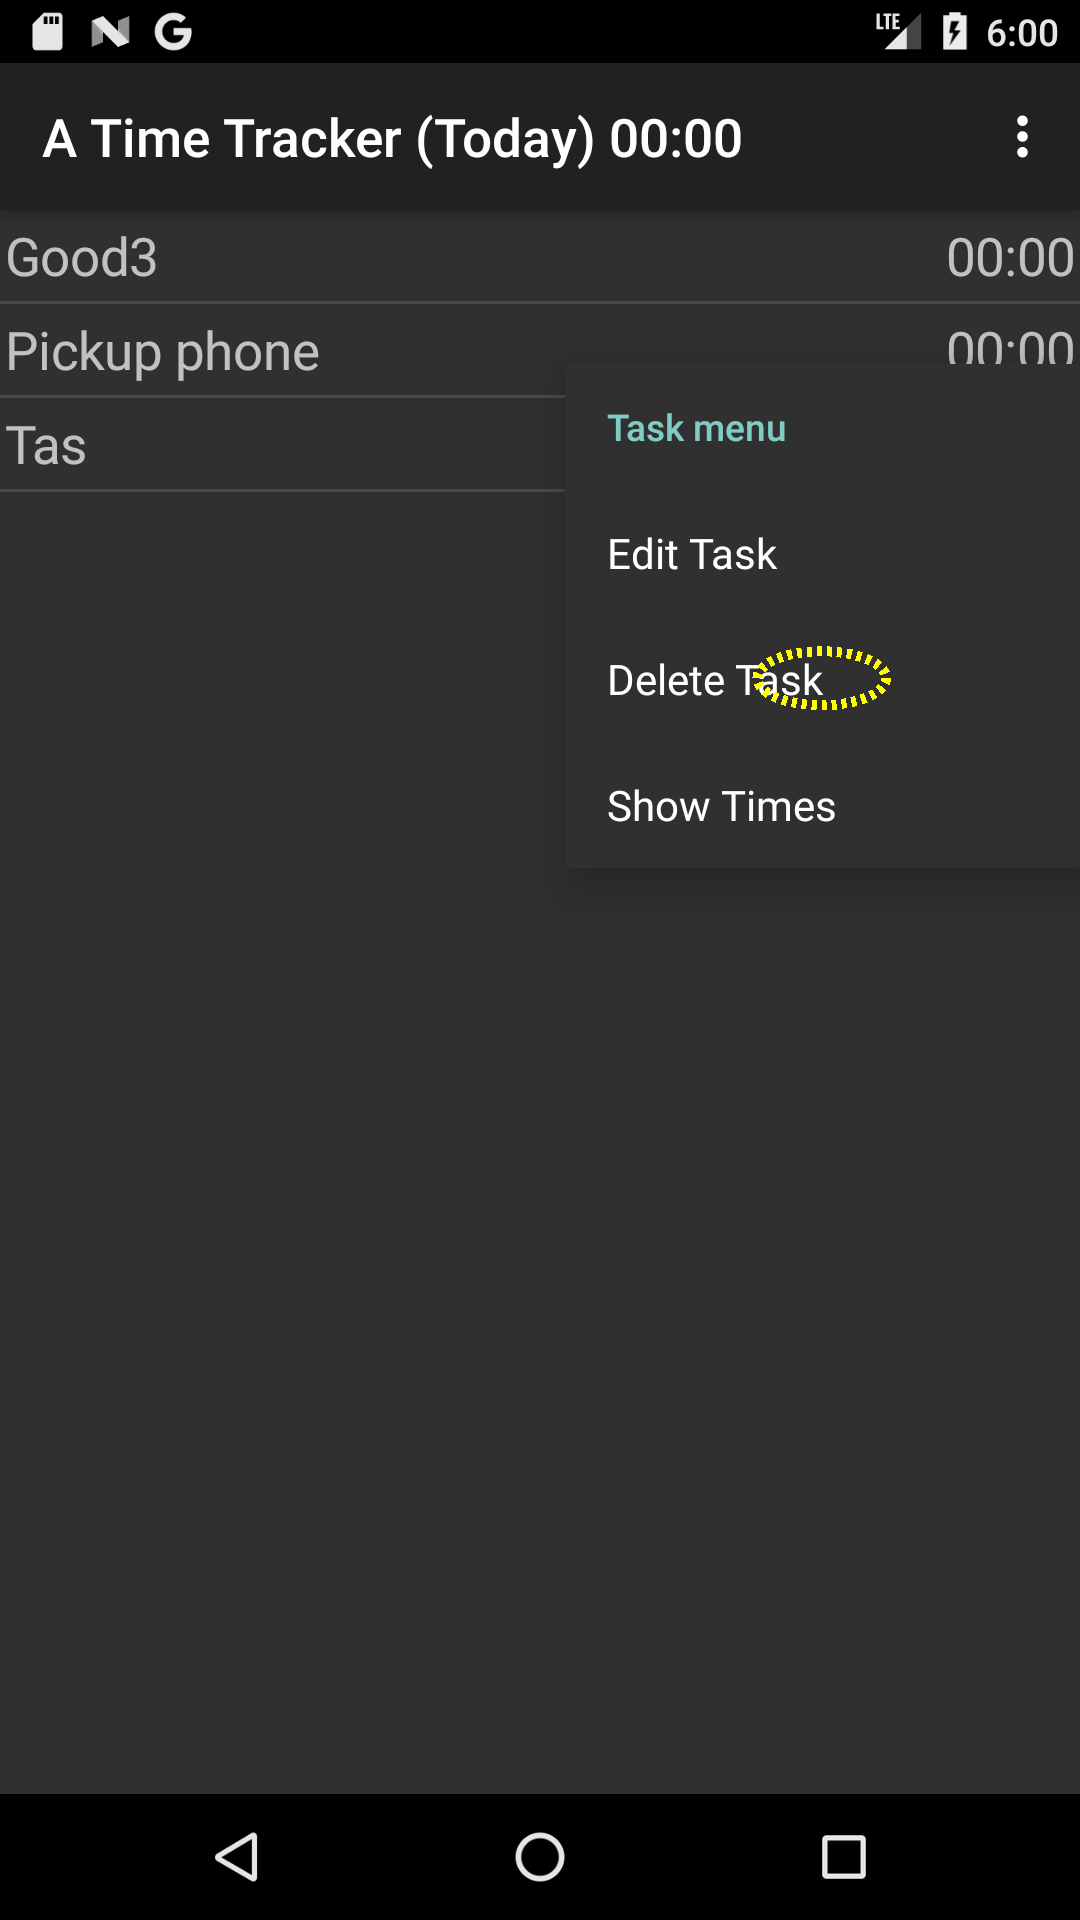 LTE 6:00
A Time Tracker (Today) 00:00
Good3 00:00
Pickup phone 00:00
Tas
Task menu
Edit Task
Delete Task
Show Times